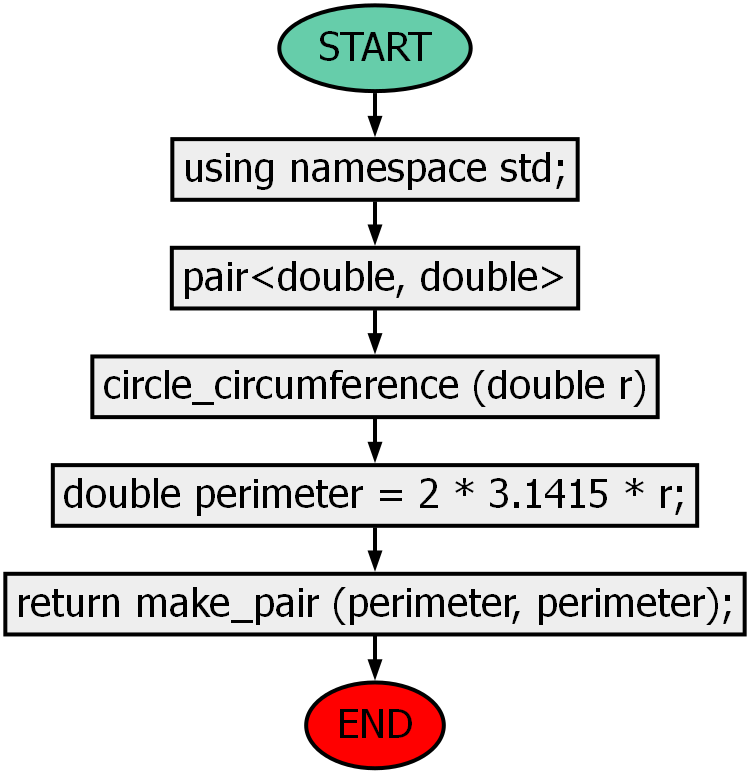 START
using namespace std;
pair<double, double>
circle_circumference (double r)
double perimeter = 2 * 3.1415 * r;
return make_pair (perimeter, perimeter);
END